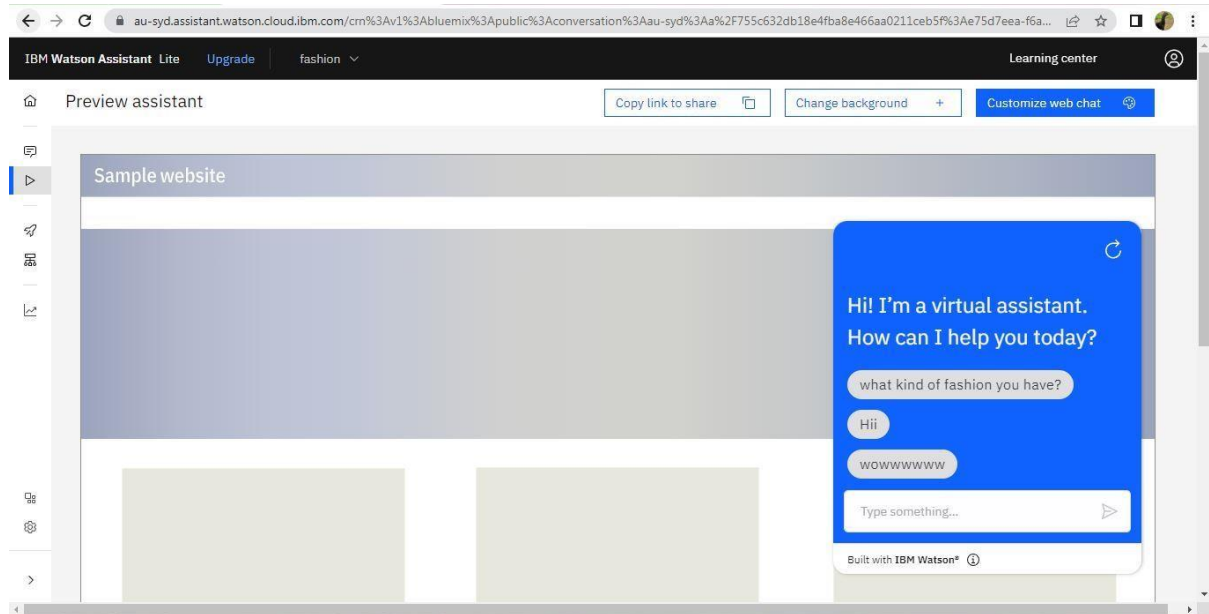 au-syd.assistant.watson.cloud.ibm.com/crn%3Av1%3Abluemix%3Apublic%3Aconversation%3Aau-syd%3Aa%2F755c632db18e4fba8e466aa0211ceb5f%3Ae75d7eea-f6a...
IBM Watson Assistant Lite Upgrade fashion Learning center
Preview assistant Copy link to share Change background + Customize web chat
Sample website
Hi! I'm a virtual assistant.
How can I help you today?
what kind of fashion you have?
Hii
wowwwwww
Type something...
Built with IBM Watson®